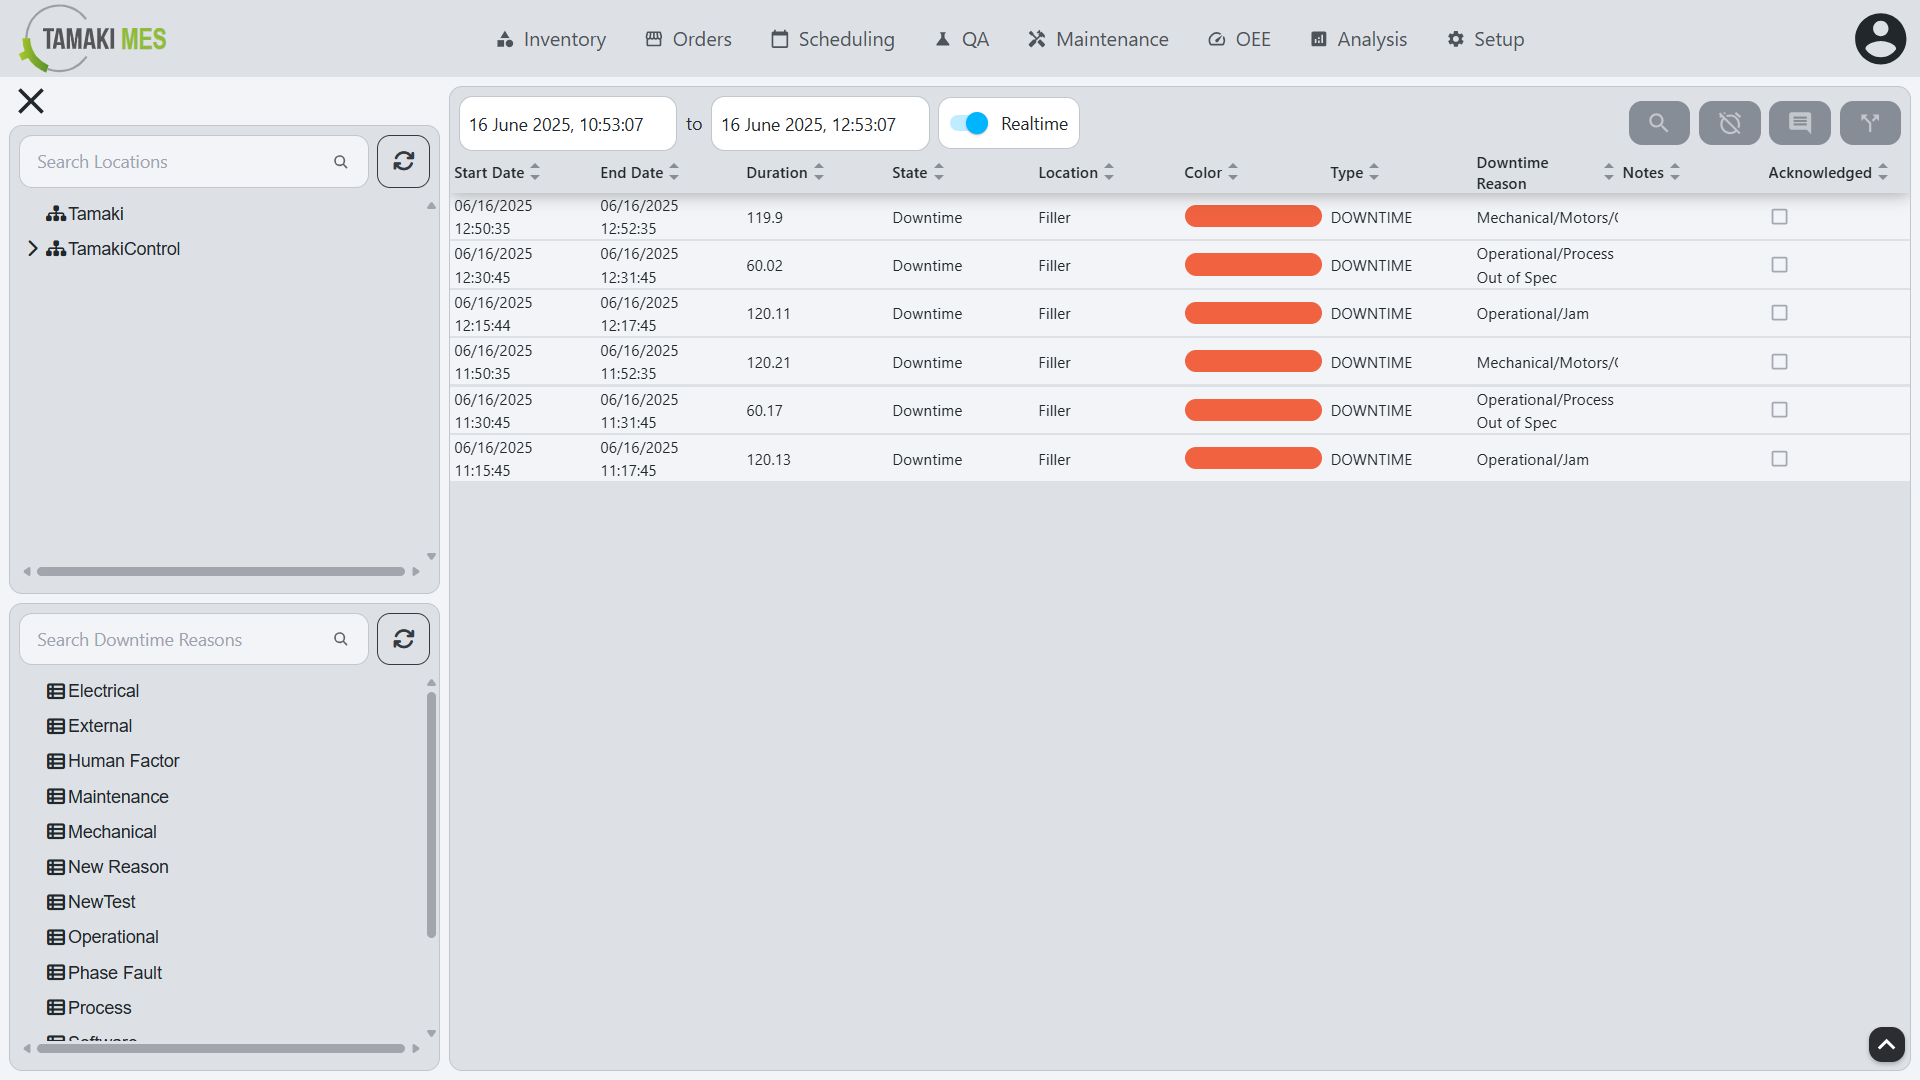 TAMAKI MES
Inventory
Orders
Scheduling
QA
Maintenance
OEE
Analysis
Setup
Search Locations
Tamaki
TamakiControl
Search Downtime Reasons
Electrical
External
Human Factor
Maintenance
Mechanical
New Reason
NewTest
Operational
Phase Fault
Process
16 June 2025, 10:53:07 to 16 June 2025, 12:53:07 Realtime
Start Date End Date Duration State Location Color Type Downtime Reason Notes Acknowledged
06/16/2025 12:50:35 06/16/2025 12:52:35 119.9 Downtime Filler DOWNTIME Mechanical/Motors/
06/16/2025 12:30:45 06/16/2025 12:31:45 60.02 Downtime Filler DOWNTIME Operational/Process Out of Spec
06/16/2025 12:15:44 06/16/2025 12:17:45 120.11 Downtime Filler DOWNTIME Operational/Jam
06/16/2025 11:50:35 06/16/2025 11:52:35 120.21 Downtime Filler DOWNTIME Mechanical/Motors/
06/16/2025 11:30:45 06/16/2025 11:31:45 60.17 Downtime Filler DOWNTIME Operational/Process Out of Spec
06/16/2025 11:15:45 06/16/2025 11:17:45 120.13 Downtime Filler DOWNTIME Operational/Jam